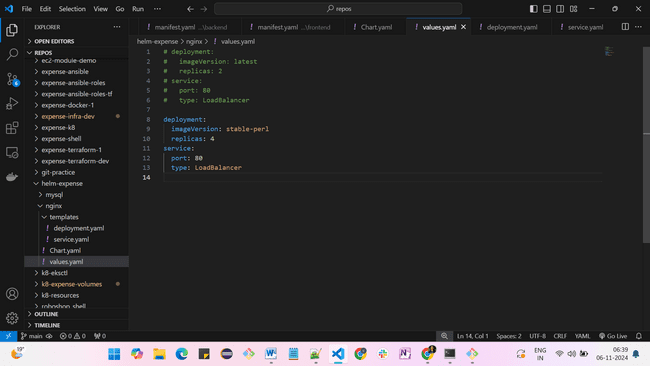 File Edit Selection View Go Run ··· repos
EXPLORER ···
manifest.yaml ...\backend
manifest.yaml ...\frontend
Chart.yaml
values.yaml
deployment.yaml
service.yaml
OPEN EDITORS
REPOS
ec2-module-demo
expense-ansible
expense-ansible-roles
expense-ansible-roles-tf
expense-docker-1
expense-infra-dev
expense-k8
expense-shell
expense-terraform-1
expense-terraform-dev
git-practice
helm-expense
mysql
nginx
templates
deployment.yaml
service.yaml
Chart.yaml
values.yaml
k8-eksctl
k8-expense-volumes
k8-resources
roboshop_shell
OUTLINE
TIMELINE
helm-expense > nginx > ! values.yaml
1 # deployment:
2 #   imageVersion: latest
3 #   replicas: 2
4 # service:
5 #   port: 80
6 #   type: LoadBalancer
7
8 deployment:
9   imageVersion: stable-perl
10   replicas: 4
11 service:
12   port: 80
13   type: LoadBalancer
14
main 0 0 0 Ln 14, Col 1 Spaces: 2 UTF-8 CRLF YAML Go Live
19° ENG IN 06:39 06-11-2024